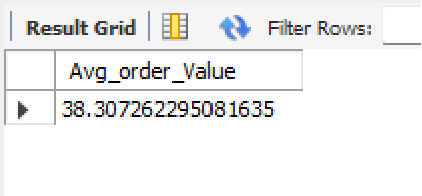 Result Grid Filter Rows:
Avg_order_Value
38.307262295081635